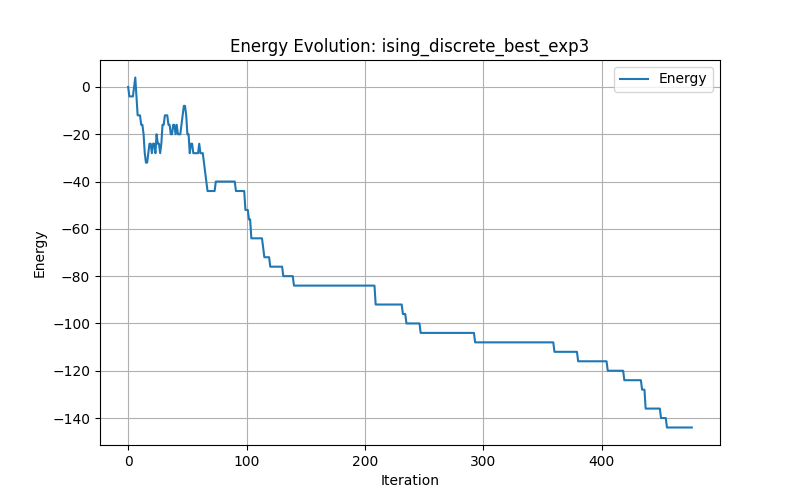 Energy Evolution: ising_discrete_best_exp3
Energy
0
−20
−40
−60
−80
−100
−120
−140
Energy
0 100 200 300 400
Iteration